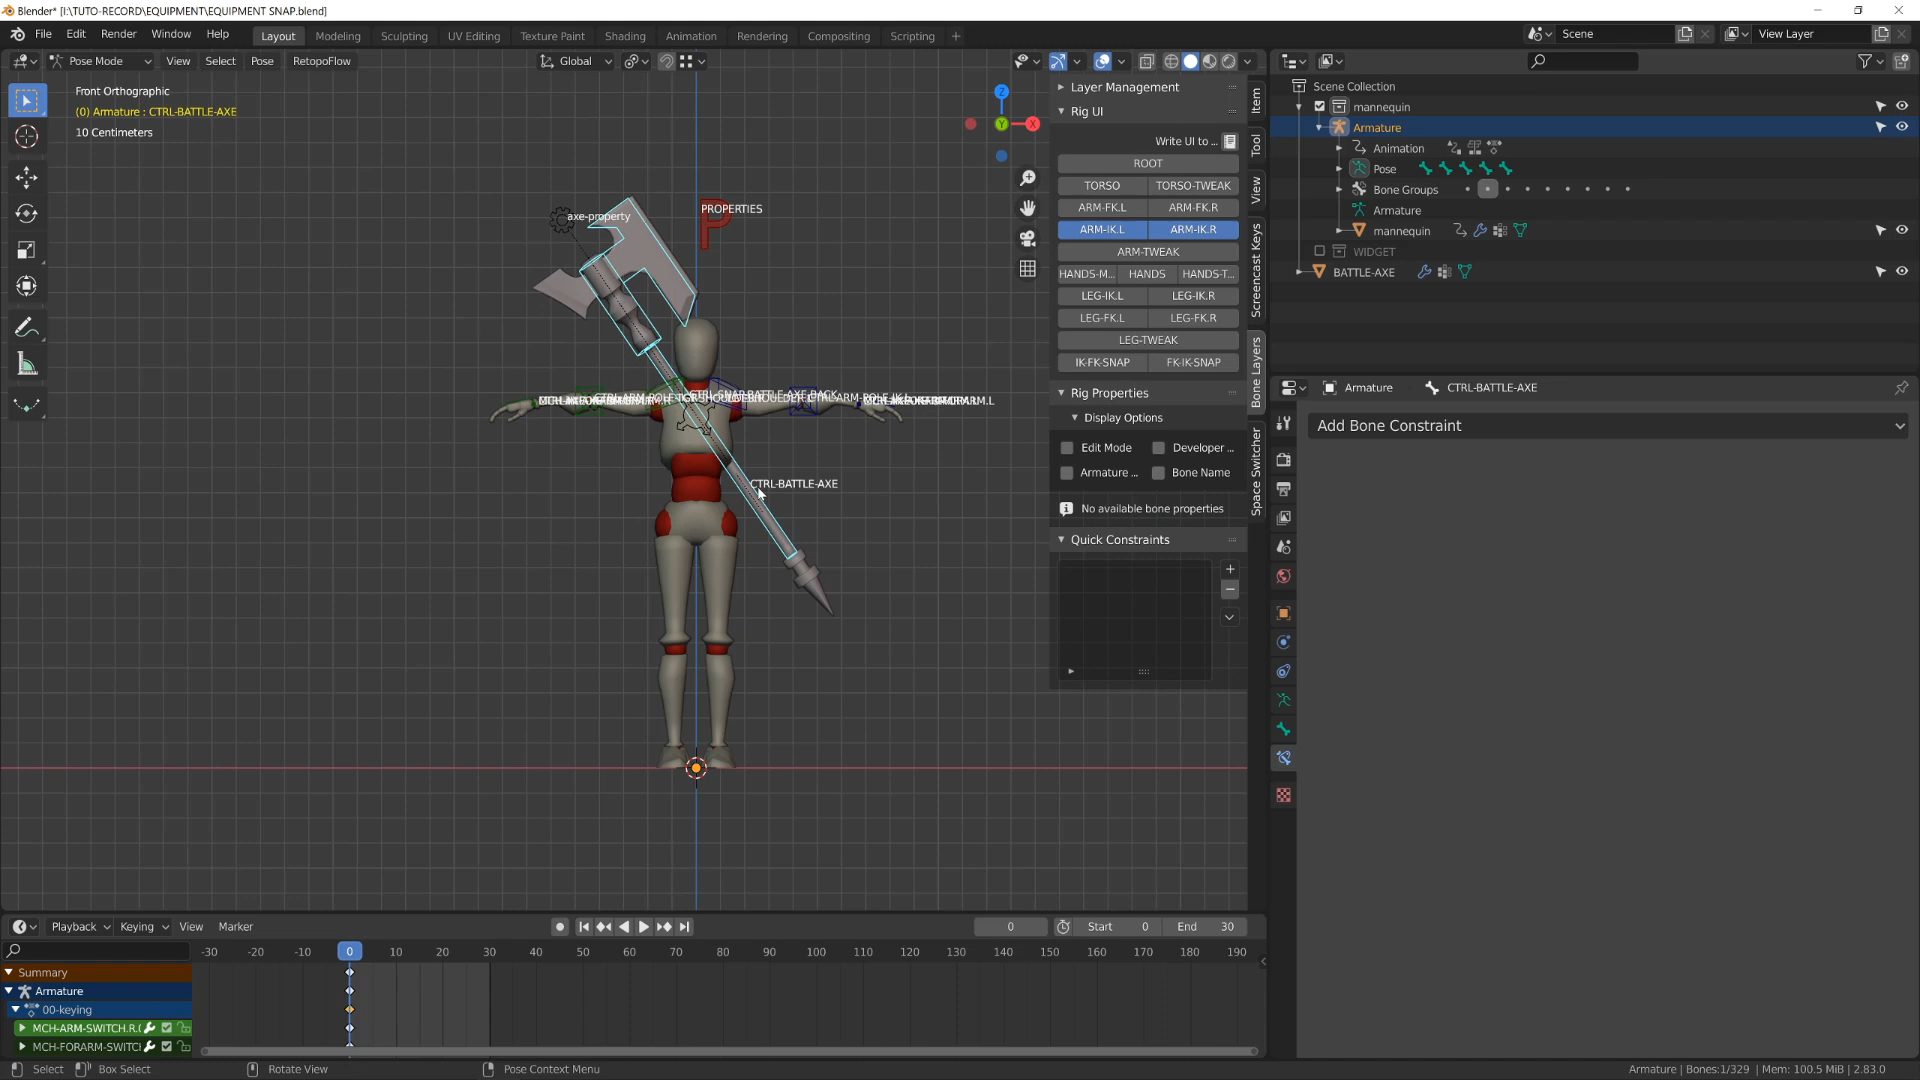 Blender* [I:\TUTO-RECORD\EQUIPMENT\EQUIPMENT SNAP.blend]
File Edit Render Window Help
Layout Modeling Sculpting UV Editing Texture Paint Shading Animation Rendering Compositing Scripting +
Scene
View Layer
Pose Mode View Select Pose RetopoFlow
Global
Front Orthographic
(0) Armature : CTRL-BATTLE-AXE
10 Centimeters
Z
Y
X
axe-property
PROPERTIES
P
CTRL-BATTLE-AXE
Layer Management
Rig UI
Write UI to ...
ROOT
TORSO TORSO-TWEAK
ARM-FK.L ARM-FK.R
ARM-IK.L ARM-IK.R
ARM-TWEAK
HANDS-M... HANDS HANDS-T...
LEG-IK.L LEG-IK.R
LEG-FK.L LEG-FK.R
LEG-TWEAK
IK-FK-SNAP FK-IK-SNAP
Rig Properties
Display Options
Edit Mode Developer ...
Armature ... Bone Name
No available bone properties
Quick Constraints
Item
Tool
View
Screencast Keys
Bone Layers
Space Switcher
Scene Collection
mannequin
Armature
Animation
Pose
Bone Groups
Armature
mannequin
WIDGET
BATTLE-AXE
Armature CTRL-BATTLE-AXE
Add Bone Constraint
Playback Keying View Marker
0 Start 0 End 30
-30 -20 -10 0 10 20 30 40 50 60 70 80 90 100 110 120 130 140 150 160 170 180 190
Summary
Armature
00-keying
MCH-ARM-SWITCH.R.(
MCH-FORARM-SWITCH
Select Box Select Rotate View Pose Context Menu
Armature | Bones:1/329 | Mem: 100.5 MiB | 2.83.0